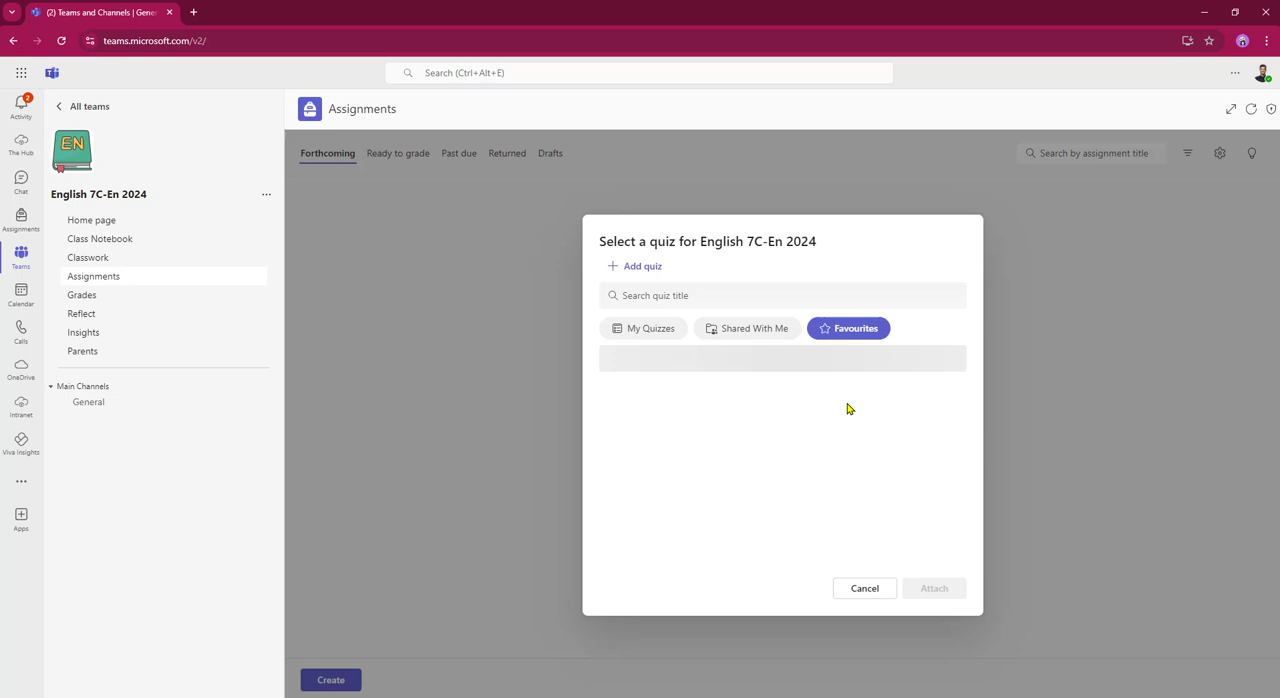 (2) Teams and Channels | Gene
teams.microsoft.com/v2/
Search (Ctrl+Alt+E)
2
Activity
The Hub
Chat
Assignments
Teams
Calendar
Calls
OneDrive
Intranet
Viva Insights
Apps
All teams
EN
English 7C-En 2024
Home page
Class Notebook
Classwork
Assignments
Grades
Reflect
Insights
Parents
Main Channels
General
Assignments
Forthcoming Ready to grade Past due Returned Drafts
Search by assignment title
Select a quiz for English 7C-En 2024
Add quiz
Search quiz title
My Quizzes Shared With Me Favourites
Cancel Attach
Create